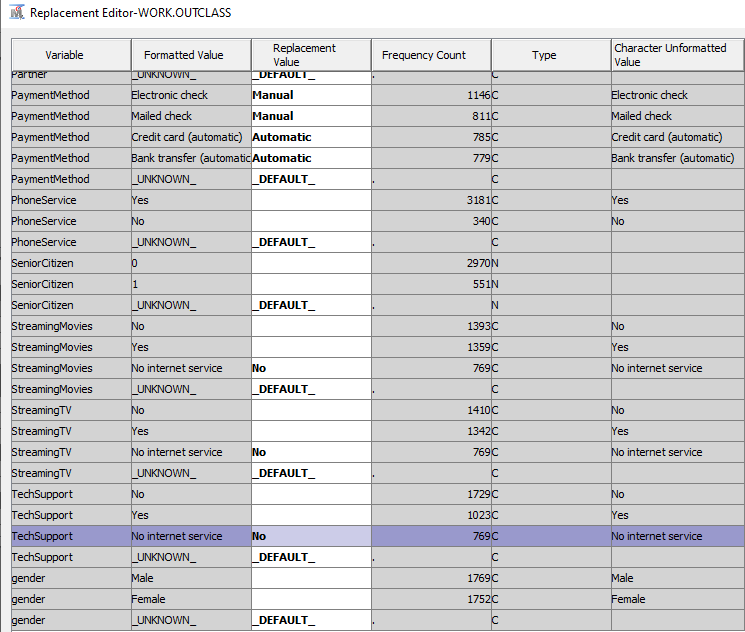 Replacement Editor-WORK.OUTCLASS
Variable Formatted Value Replacement Value Frequency Count Type Character Unformatted Value
Partner _UNKNOWN_ _DEFAULT_ . C
PaymentMethod Electronic check Manual 1146 C Electronic check
PaymentMethod Mailed check Manual 811 C Mailed check
PaymentMethod Credit card (automatic) Automatic 785 C Credit card (automatic)
PaymentMethod Bank transfer (automatic Automatic 779 C Bank transfer (automatic)
PaymentMethod _UNKNOWN_ _DEFAULT_ . C
PhoneService Yes 3181 C Yes
PhoneService No 340 C No
PhoneService _UNKNOWN_ _DEFAULT_ . C
SeniorCitizen 0 2970 N
SeniorCitizen 1 551 N
SeniorCitizen _UNKNOWN_ _DEFAULT_ . N
StreamingMovies No 1393 C No
StreamingMovies Yes 1359 C Yes
StreamingMovies No internet service No 769 C No internet service
StreamingMovies _UNKNOWN_ _DEFAULT_ . C
StreamingTV No 1410 C No
StreamingTV Yes 1342 C Yes
StreamingTV No internet service No 769 C No internet service
StreamingTV _UNKNOWN_ _DEFAULT_ . C
TechSupport No 1729 C No
TechSupport Yes 1023 C Yes
TechSupport No internet service No 769 C No internet service
TechSupport _UNKNOWN_ _DEFAULT_ . C
gender Male 1769 C Male
gender Female 1752 C Female
gender _UNKNOWN_ _DEFAULT_ . C